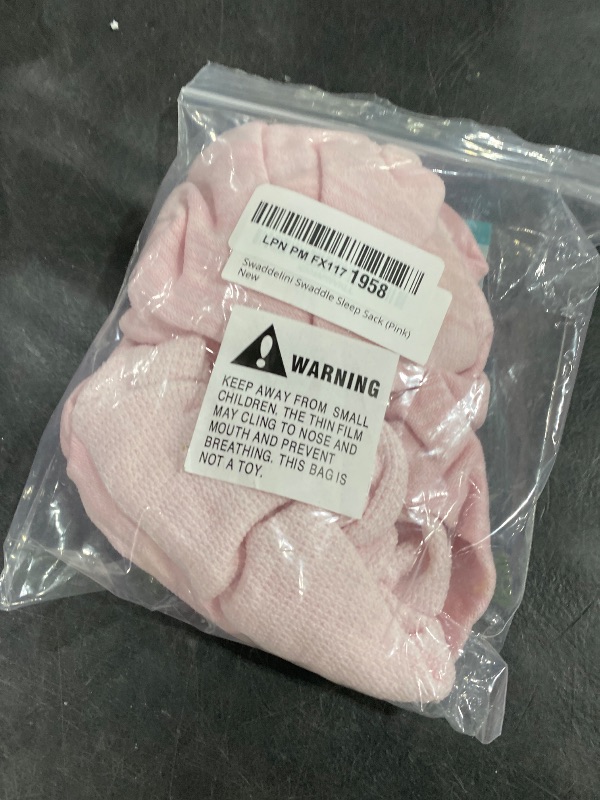 LPN PM FX117 1958
Swaddelini Swaddle Sleep Sack (Pink)
New
WARNING
KEEP AWAY FROM SMALL
CHILDREN. THE THIN FILM
MAY CLING TO NOSE AND
MOUTH AND PREVENT
BREATHING. THIS BAG IS
NOT A TOY.